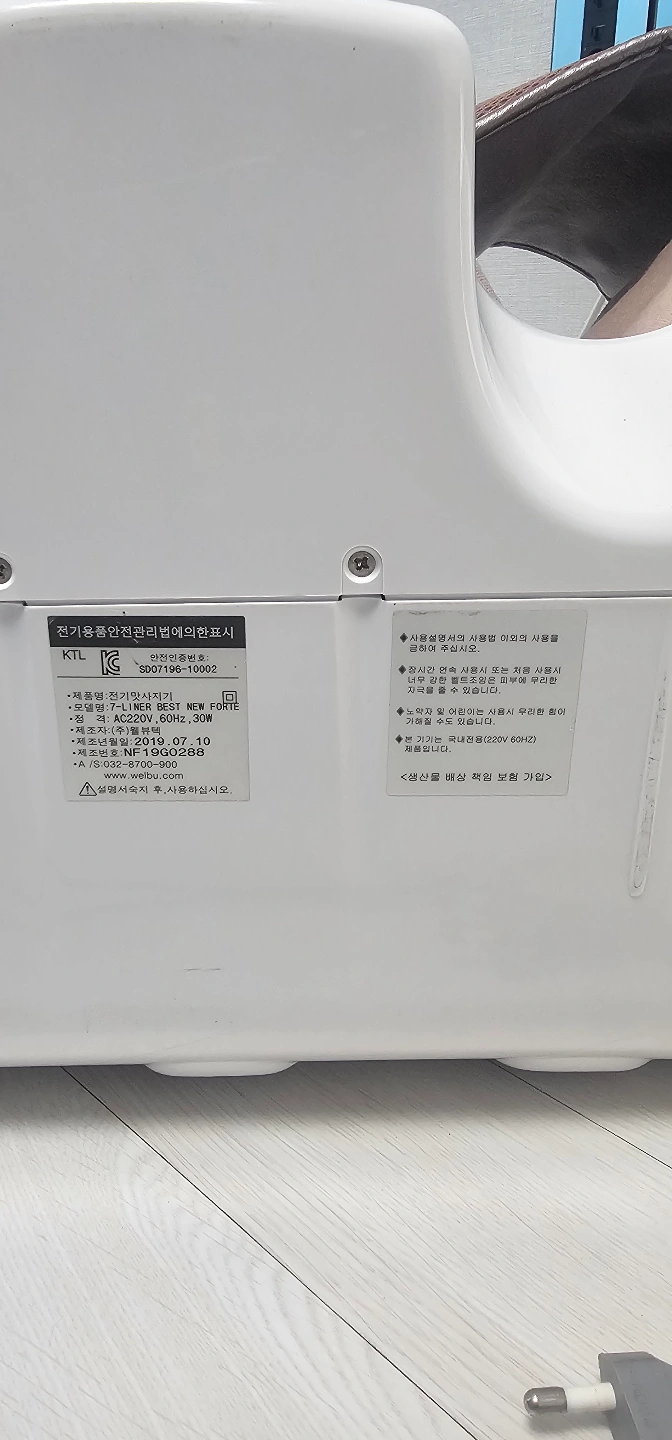 전기용품안전관리법에의한표시
KTL
안전인증번호:
SD07196-10002
•제품명:전기맛사지기
•모델명:7-LINER BEST NEW FORTE
•정 격: AC220V,60Hz,30W
•제조자:(주)웰뷰텍
•제조년월일:2019.07.10
•제조번호:NF19G0288
•A /S:032-8700-900
www.welbu.com
설명서숙지 후,사용하십시오.
◈사용설명서의 사용법 이외의 사용을
금하여 주십시오.
◈장시간 연속 사용시 또는 처음 사용시
너무 강한 벨트조임은 피부에 무리한
자극을 줄 수 있습니다.
◈노약자 및 어린이는 사용시 무리한 힘이
가해질 수도 있습니다.
◈본 기기는 국내전용(220V 60HZ)
제품입니다.
<생산물 배상 책임 보험 가입>